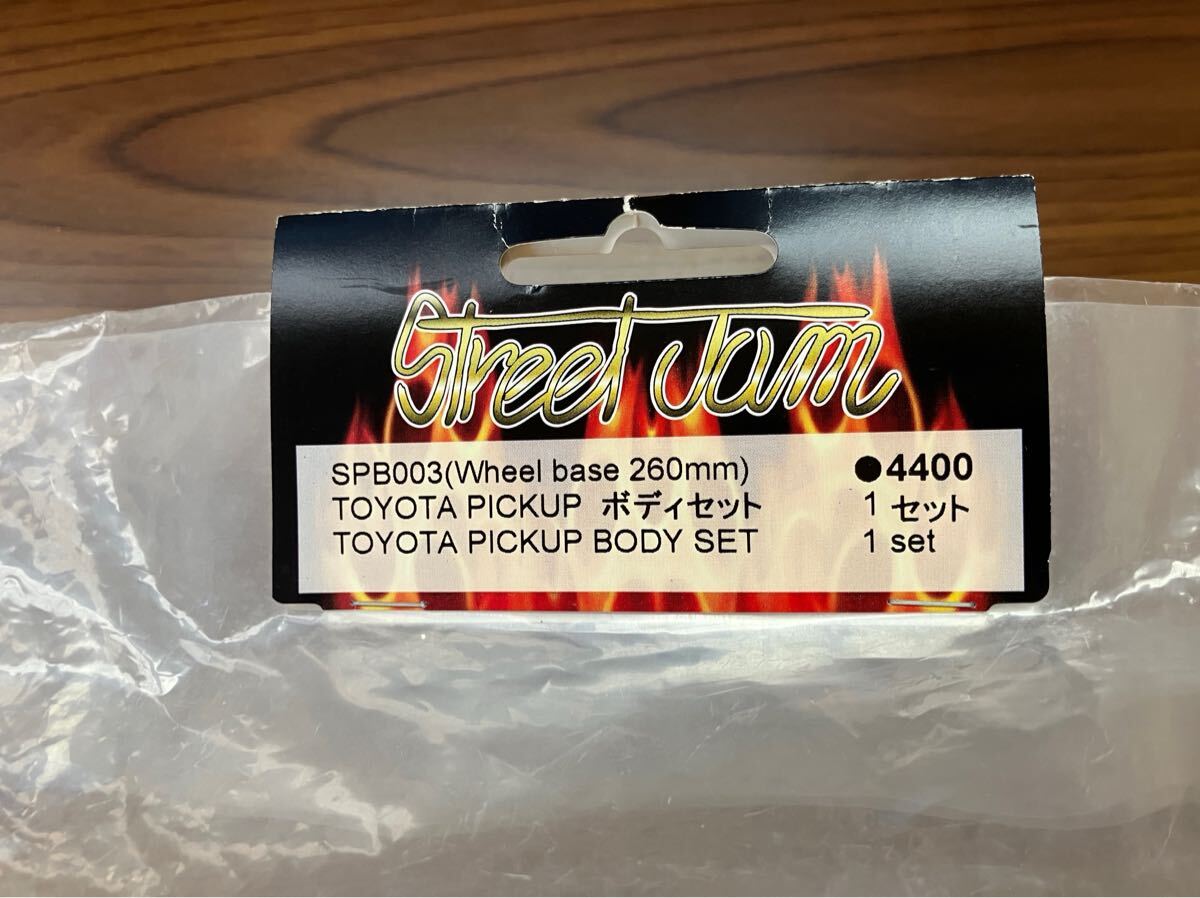 Street Jam
SPB003(Wheel base 260mm) ●4400
TOYOTA PICKUP ボディセット 1 セット
TOYOTA PICKUP BODY SET 1 set